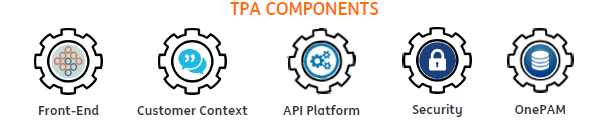 TPA COMPONENTS
Front-End Customer Context API Platform Security OnePAM